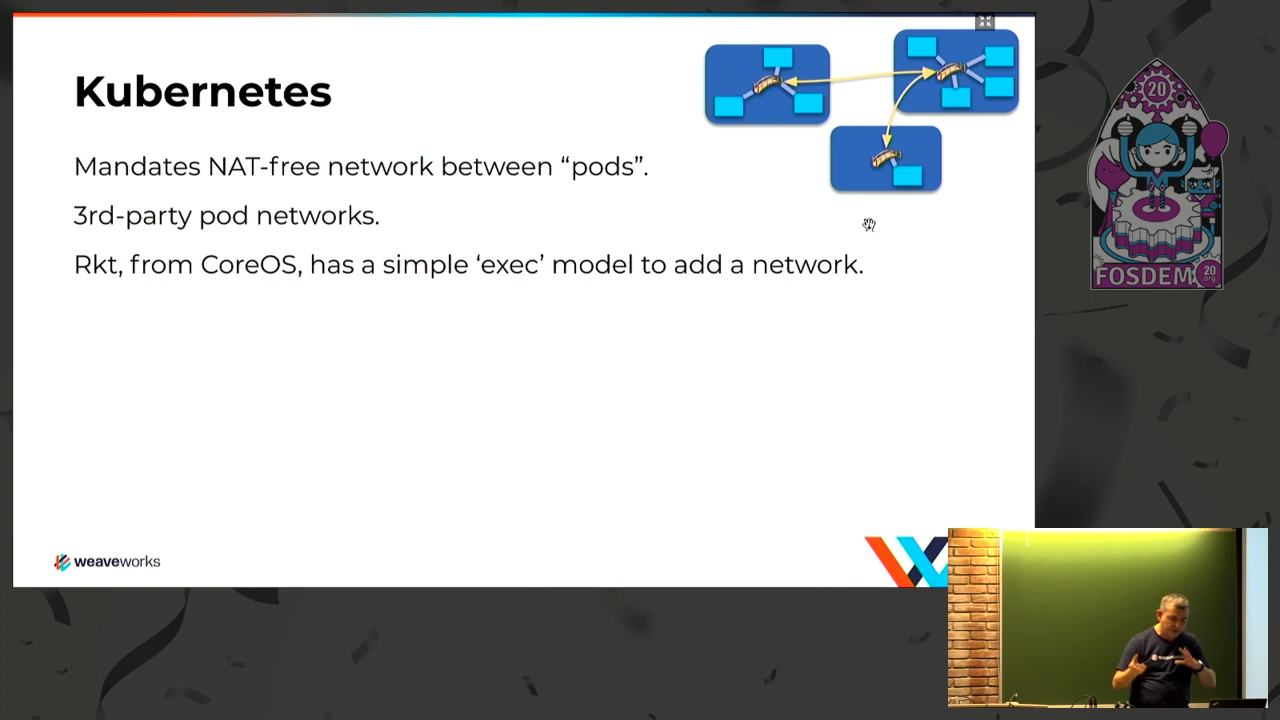 Kubernetes
Mandates NAT-free network between “pods”.
3rd-party pod networks.
Rkt, from CoreOS, has a simple ‘exec’ model to add a network.
weaveworks
20
FOSDEM
20
org